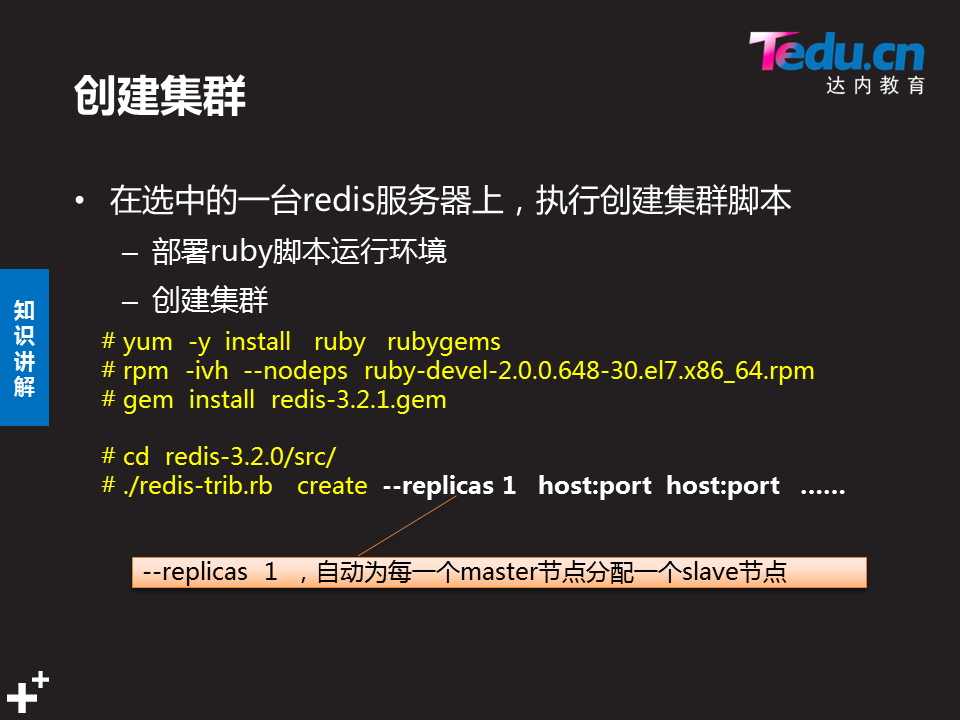 Tedu.cn
达内教育
创建集群
• 在选中的一台redis服务器上，执行创建集群脚本
– 部署ruby脚本运行环境
– 创建集群
知识讲解
# yum -y install ruby rubygems
# rpm -ivh --nodeps ruby-devel-2.0.0.648-30.el7.x86_64.rpm
# gem install redis-3.2.1.gem
# cd redis-3.2.0/src/
# ./redis-trib.rb create --replicas 1 host:port host:port ……
--replicas 1 ，自动为每一个master节点分配一个slave节点